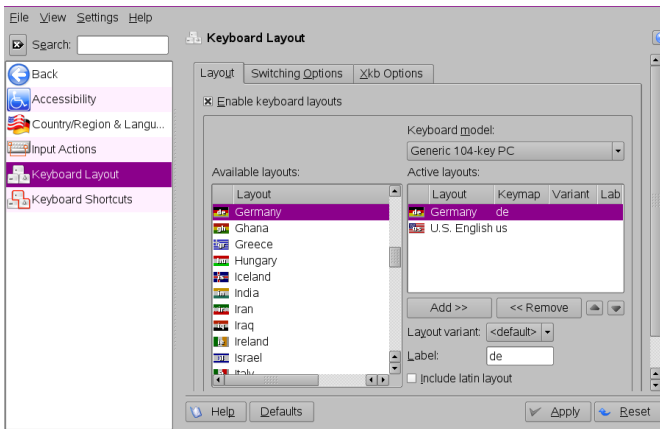 File View Settings Help
Search:
Keyboard Layout
Back
Accessibility
Country/Region & Langu...
Input Actions
Keyboard Layout
Keyboard Shortcuts
Layout Switching Options Xkb Options
Enable keyboard layouts
Keyboard model:
Generic 104-key PC
Available layouts:
Layout
Germany
Ghana
Greece
Hungary
Iceland
India
Iran
Iraq
Ireland
Israel
Italy
Active layouts:
Layout Keymap Variant Lab
Germany de
U.S. English us
Add >> << Remove
Layout variant: <default>
Label: de
Include latin layout
Help Defaults Apply Reset